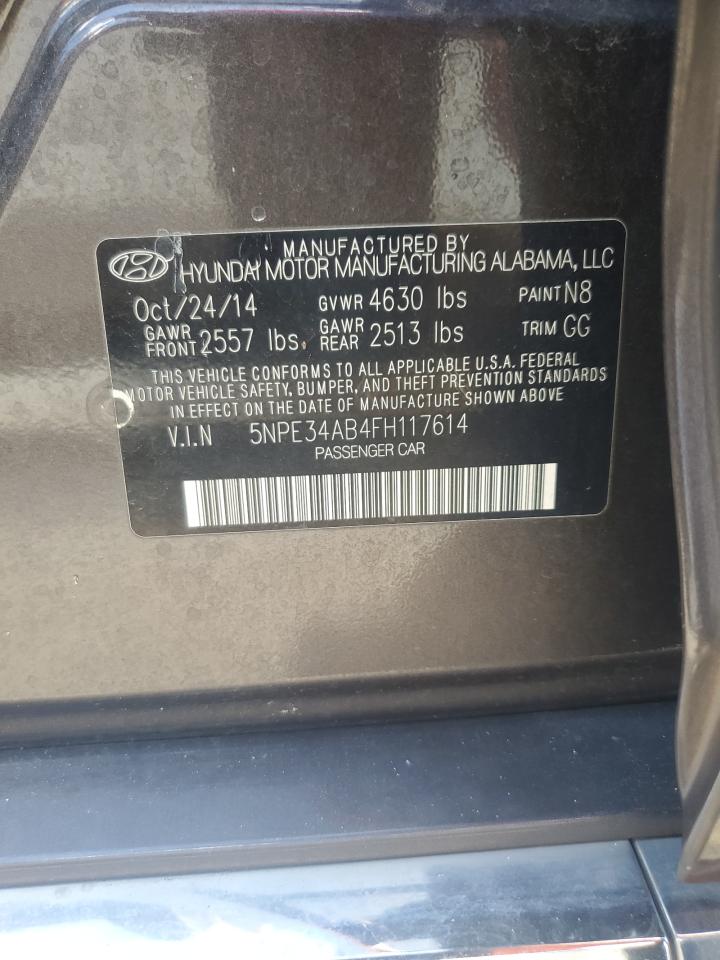 MANUFACTURED BY
HYUNDAI MOTOR MANUFACTURING ALABAMA, LLC
Oct/24/14 GVWR 4630 lbs PAINT N8
GAWR FRONT 2557 lbs. GAWR REAR 2513 lbs TRIM GG
THIS VEHICLE CONFORMS TO ALL APPLICABLE U.S.A. FEDERAL
MOTOR VEHICLE SAFETY, BUMPER, AND THEFT PREVENTION STANDARDS
IN EFFECT ON THE DATE OF MANUFACTURE SHOWN ABOVE
V.I.N 5NPE34AB4FH117614
PASSENGER CAR